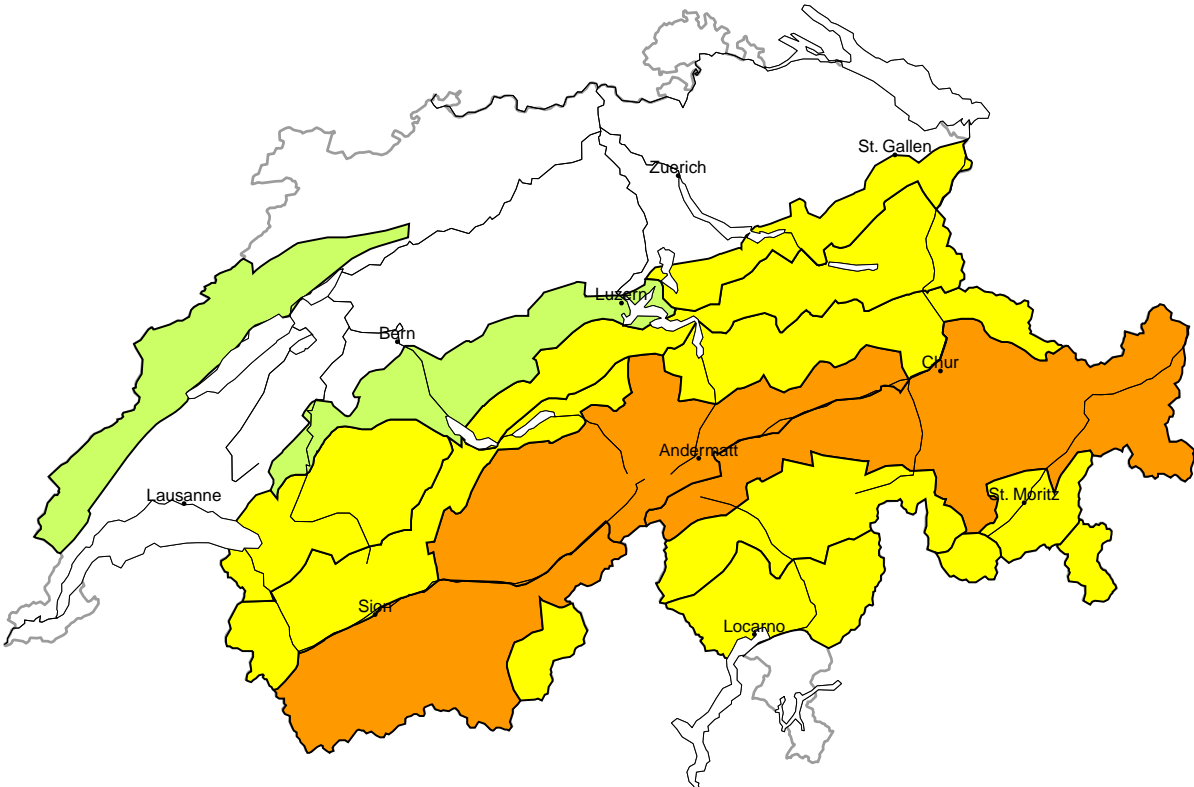 St. Gallen
Zuerich
Luzern
Bern
Chur
Andermatt
Lausanne
St. Moritz
Sion
Locarno